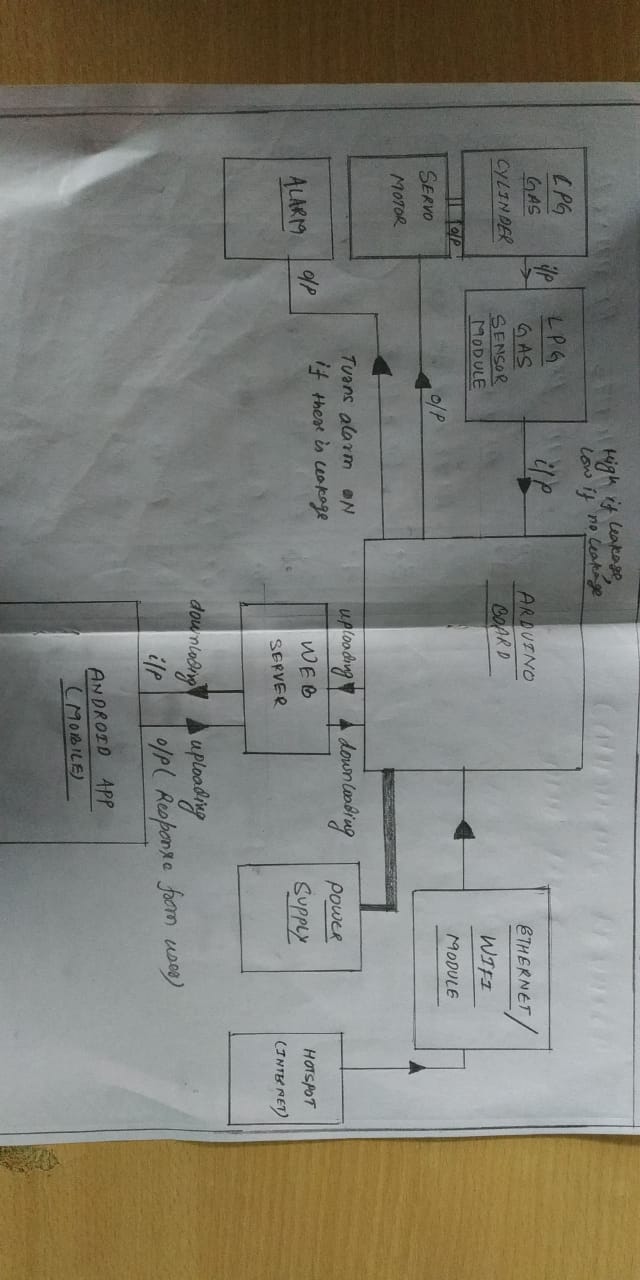 LPG
GAS
CYLINDER
i/p
LPG
GAS
SENSOR
MODULE
i/p
High if leakage,
low if no leakage
ARDUINO
BOARD
ETHERNET/
WIFI
MODULE
SERVO
MOTOR
O/P
O/P
ALARM
O/P
Turns alarm ON
if there is leakage
uploading
downloading
WEB
SERVER
POWER
SUPPLY
HOTSPOT
(INTERNET)
downloading
i/p
uploading
O/P (Response from user)
ANDROID APP
(MOBILE)